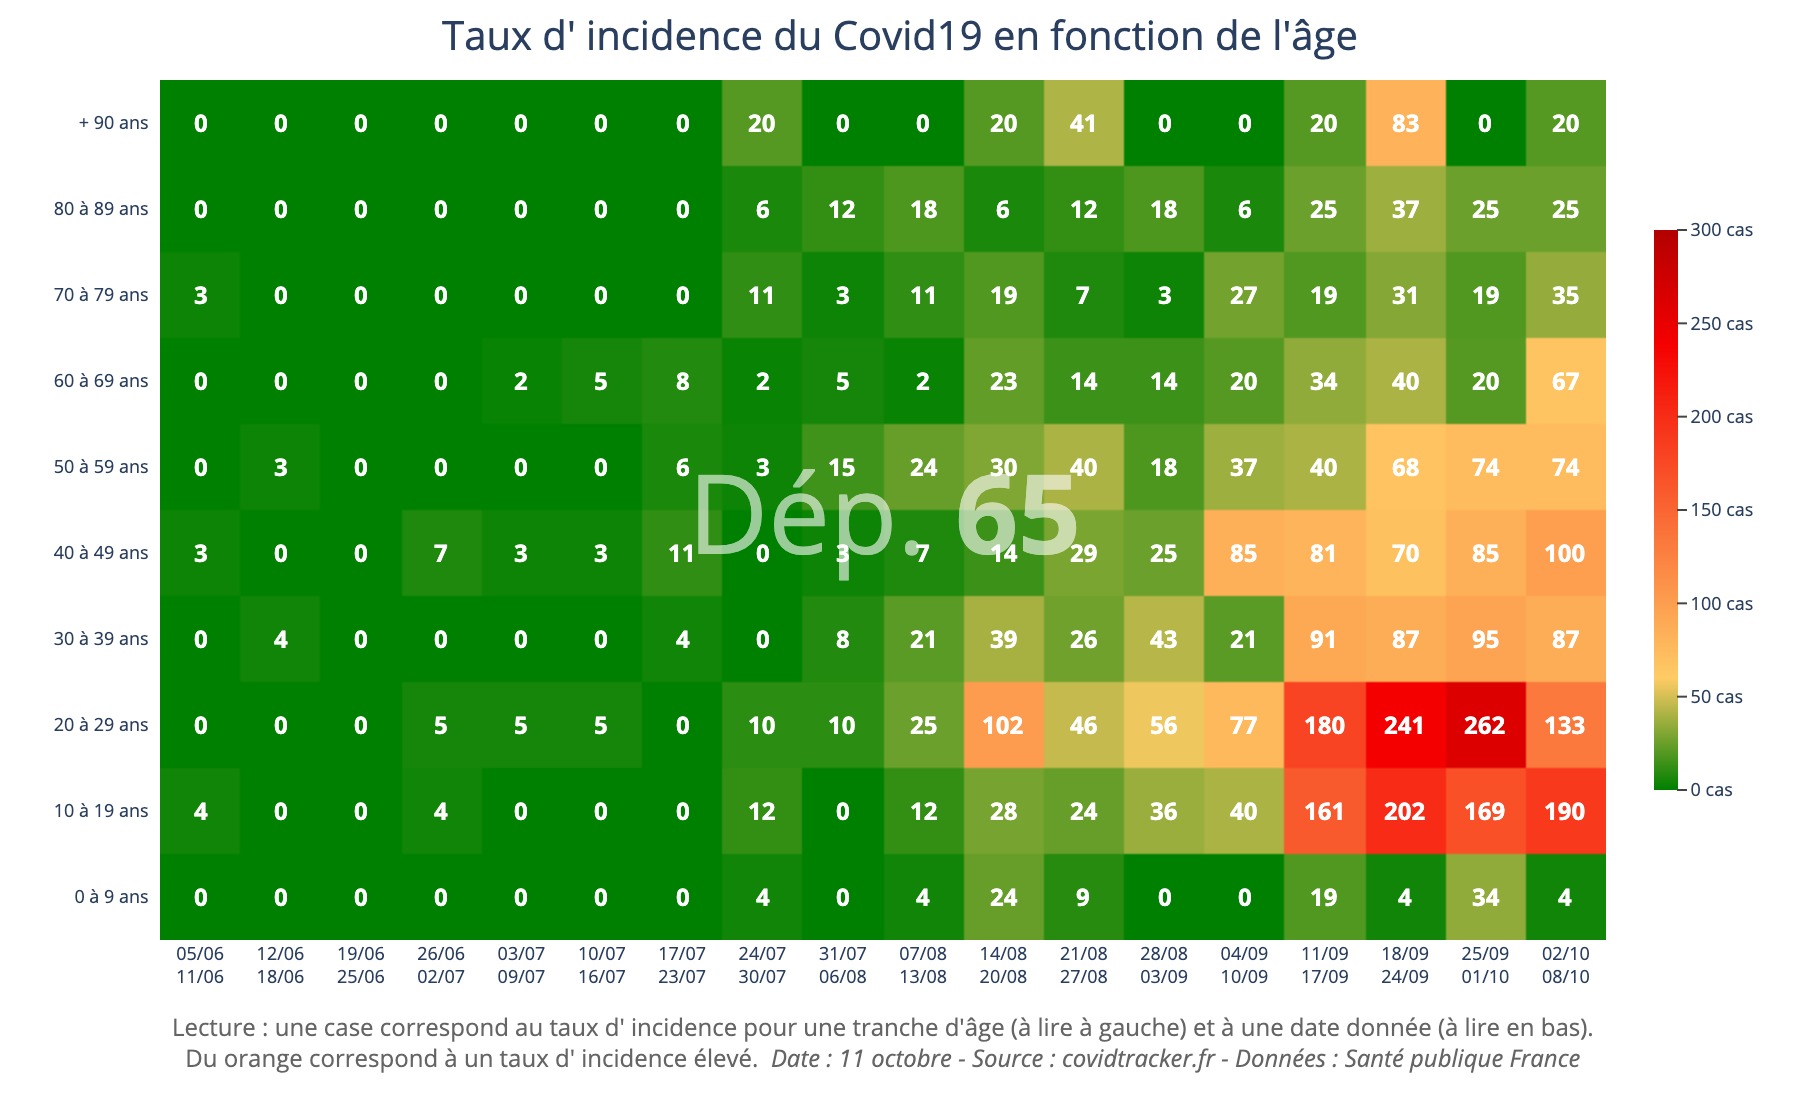 Taux d' incidence du Covid19 en fonction de l'âge
+ 90 ans 0 0 0 0 0 0 0 20 0 0 20 41 0 0 20 83 0 20
80 à 89 ans 0 0 0 0 0 0 0 6 12 18 6 12 18 6 25 37 25 25
70 à 79 ans 3 0 0 0 0 0 0 11 3 11 19 7 3 27 19 31 19 35
60 à 69 ans 0 0 0 0 2 5 8 2 5 2 23 14 14 20 34 40 20 67
50 à 59 ans 0 3 0 0 0 0 6 3 15 24 30 40 18 37 40 68 74 74
Dép. 65
40 à 49 ans 3 0 0 7 3 3 11 0 3 7 14 29 25 85 81 70 85 100
30 à 39 ans 0 4 0 0 0 0 4 0 8 21 39 26 43 21 91 87 95 87
20 à 29 ans 0 0 0 5 5 5 0 10 10 25 102 46 56 77 180 241 262 133
10 à 19 ans 4 0 0 4 0 0 0 12 0 12 28 24 36 40 161 202 169 190
0 à 9 ans 0 0 0 0 0 0 0 4 0 4 24 9 0 0 19 4 34 4
05/06 12/06 19/06 26/06 03/07 10/07 17/07 24/07 31/07 07/08 14/08 21/08 28/08 04/09 11/09 18/09 25/09 02/10
11/06 18/06 25/06 02/07 09/07 16/07 23/07 30/07 06/08 13/08 20/08 27/08 03/09 10/09 17/09 24/09 01/10 08/10
300 cas
250 cas
200 cas
150 cas
100 cas
50 cas
0 cas
Lecture : une case correspond au taux d' incidence pour une tranche d'âge (à lire à gauche) et à une date donnée (à lire en bas).
Du orange correspond à un taux d' incidence élevé. Date : 11 octobre - Source : covidtracker.fr - Données : Santé publique France